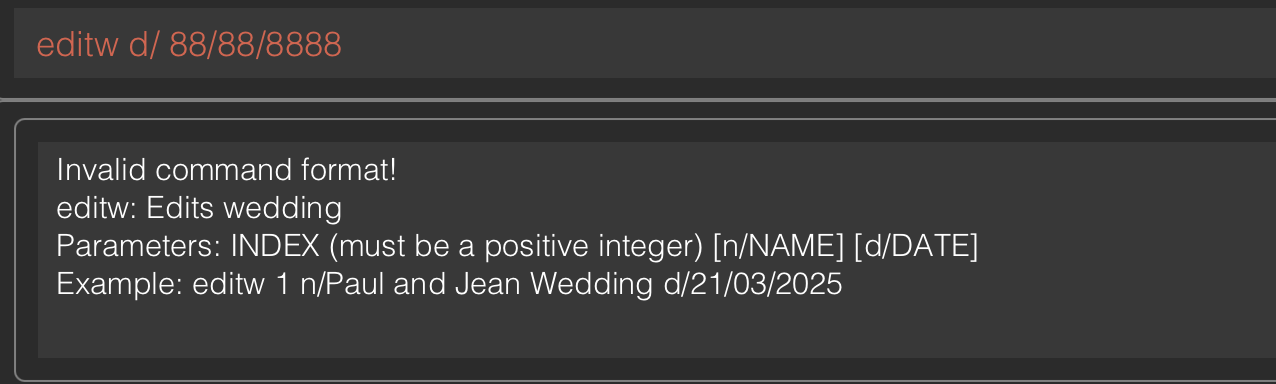 editw d/ 88/88/8888
Invalid command format!
editw: Edits wedding
Parameters: INDEX (must be a positive integer) [n/NAME] [d/DATE]
Example: editw 1 n/Paul and Jean Wedding d/21/03/2025